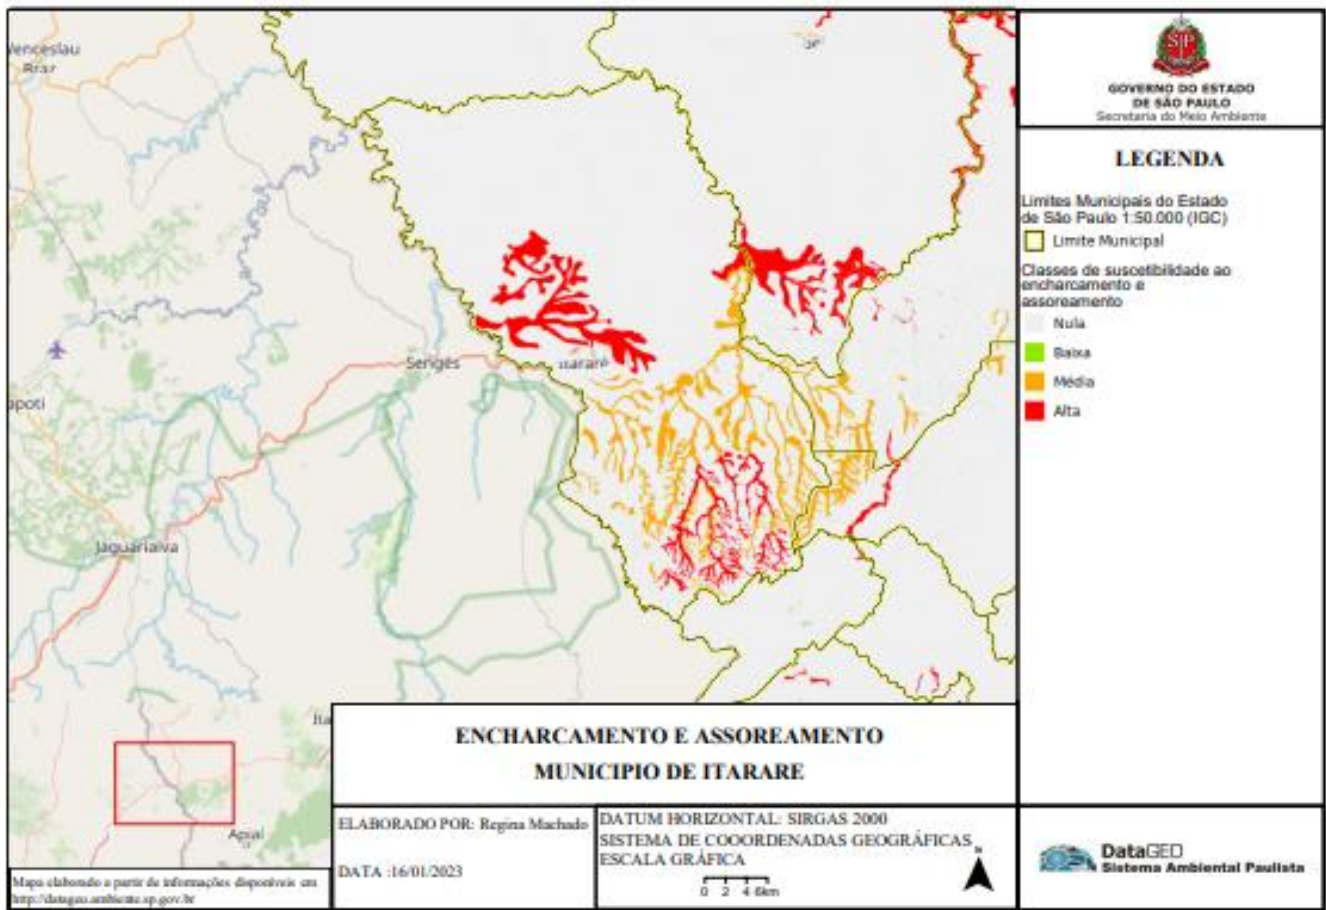 Venceslau
Braz
Sengés
Itararé
apoti
Jaguariaíva
Ita
Apiaí
GOVERNO DO ESTADO
DE SÃO PAULO
Secretaria do Meio Ambiente
LEGENDA
Limites Municipais do Estado
de São Paulo 1:50.000 (IGC)
Limite Municipal
Classes de suscetibilidade ao
encharcamento e
assoreamento
Nula
Baixa
Média
Alta
ENCHARCAMENTO E ASSOREAMENTO
MUNICIPIO DE ITARARE
ELABORADO POR: Regina Machado
DATA :16/01/2023
DATUM HORIZONTAL: SIRGAS 2000
SISTEMA DE COOORDENADAS GEOGRÁFICAS
ESCALA GRÁFICA
N
0 2 4 6km
DataGEO
Sistema Ambiental Paulista
Mapa elaborado a partir de informações disponíveis em
http://datageo.ambiente.sp.gov.br